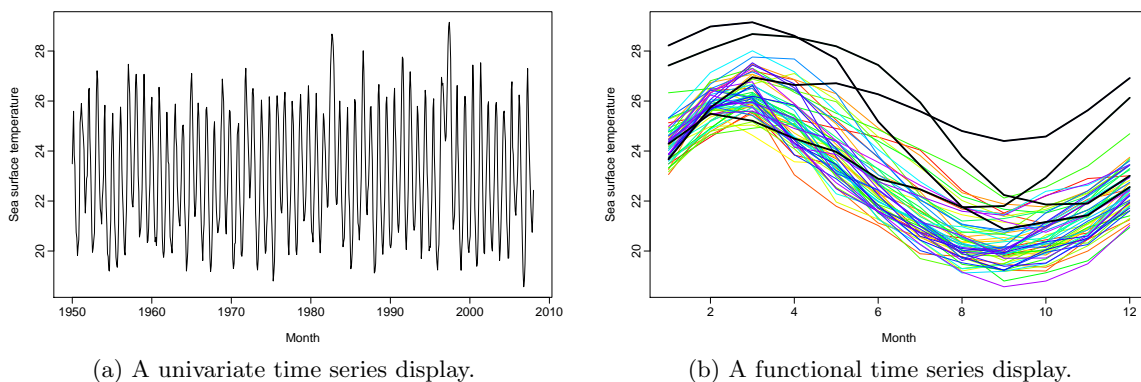 28
26
24
22
20
Sea surface temperature
1950 1960 1970 1980 1990 2000 2010
Month
(a) A univariate time series display.
28
26
24
22
20
Sea surface temperature
2 4 6 8 10 12
Month
(b) A functional time series display.